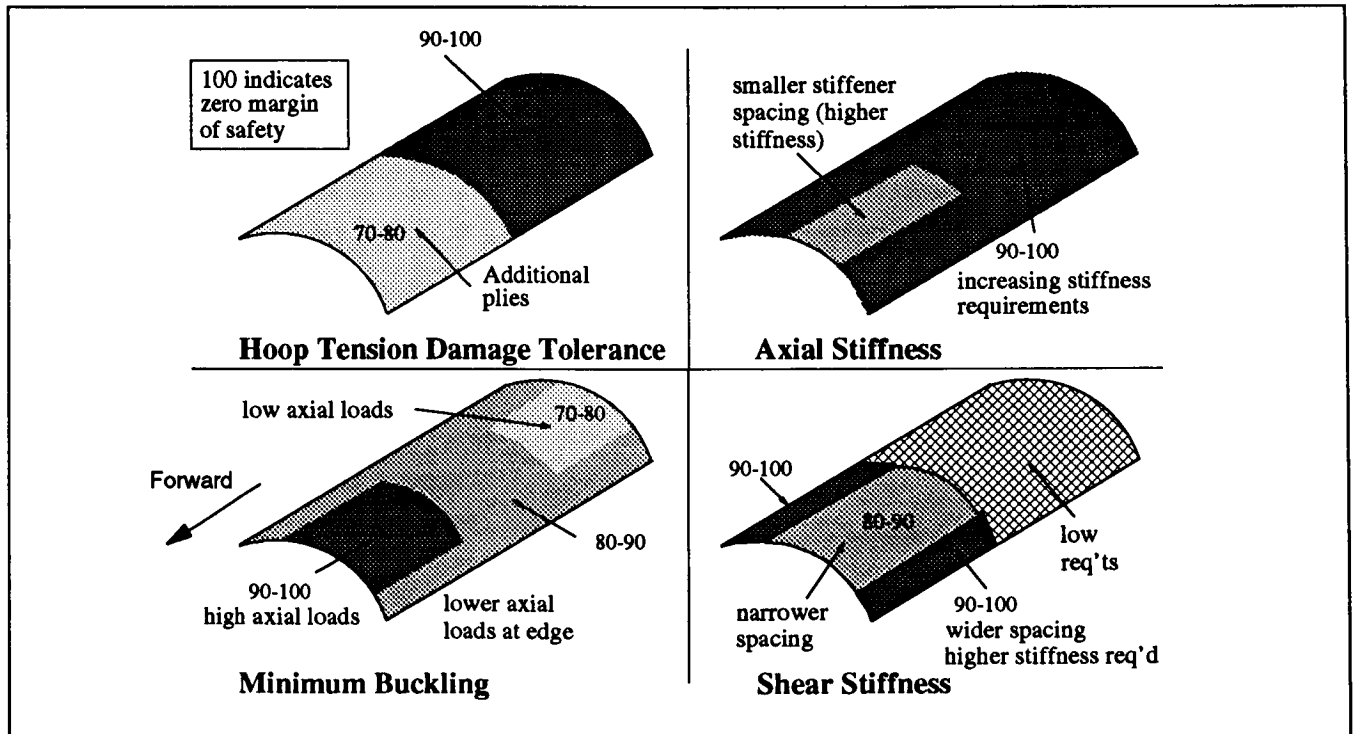 100 indicates
zero margin
of safety
90-100
70-80
Additional
plies
Hoop Tension Damage Tolerance
smaller stiffener
spacing (higher
stiffness)
90-100
increasing stiffness
requirements
Axial Stiffness
low axial loads
70-80
Forward
80-90
90-100
high axial loads
lower axial
loads at edge
Minimum Buckling
90-100
80-90
low
req'ts
narrower
spacing
90-100
wider spacing
higher stiffness req'd
Shear Stiffness